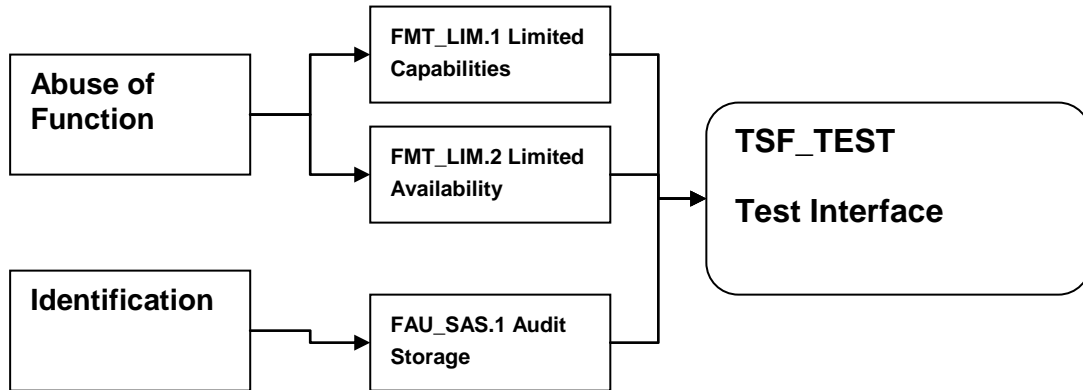 Abuse of
Function
FMT_LIM.1 Limited
Capabilities
FMT_LIM.2 Limited
Availability
Identification
FAU_SAS.1 Audit
Storage
TSF_TEST
Test Interface